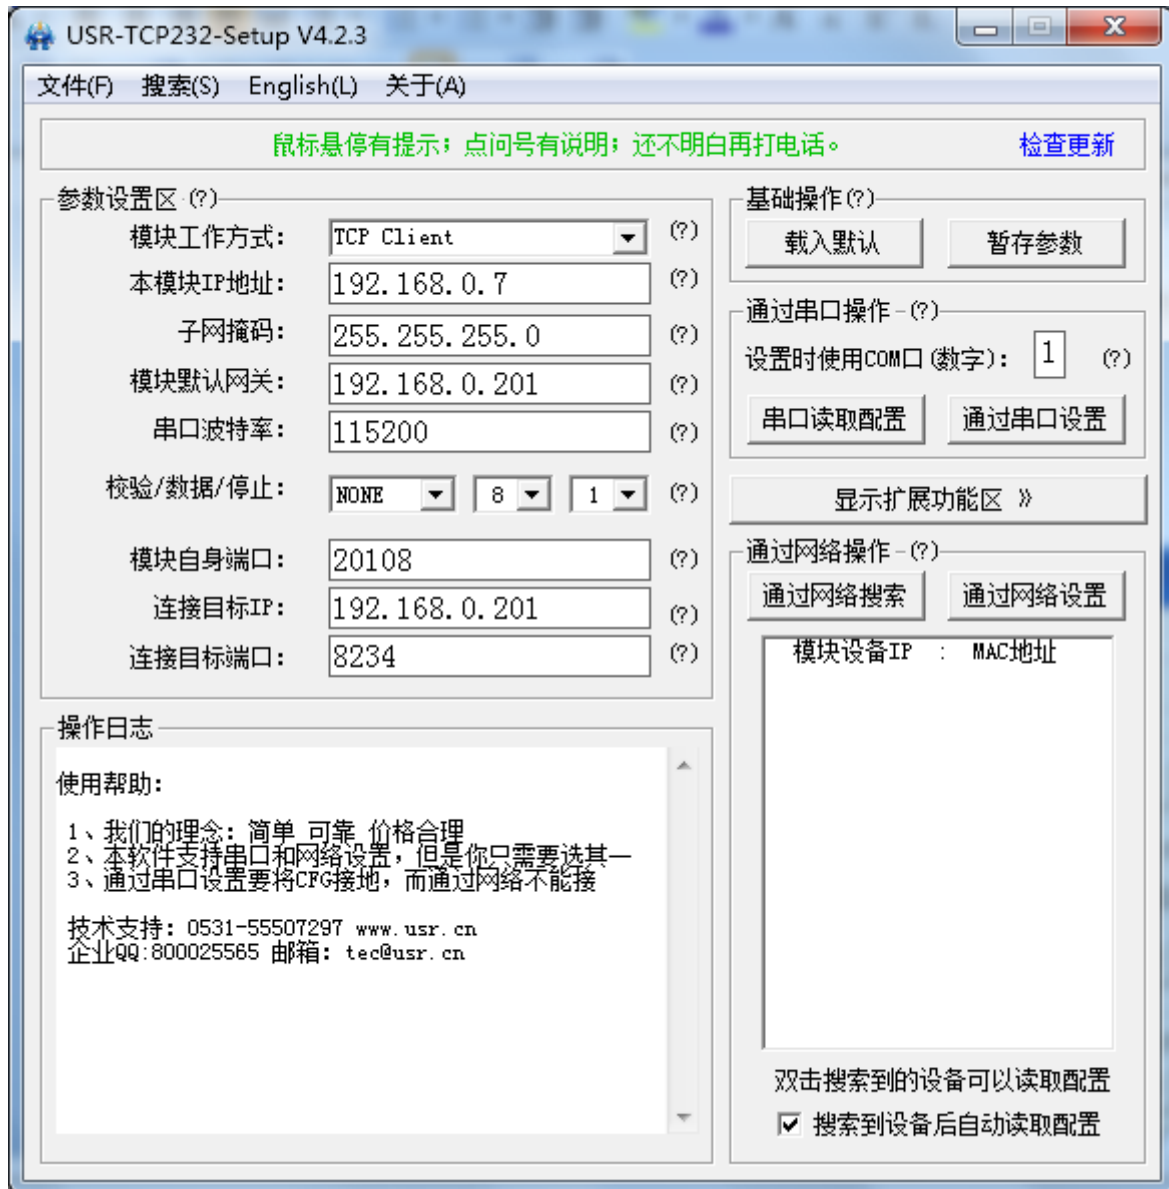 USR-TCP232-Setup V4.2.3
文件(F) 搜索(S) English(L) 关于(A)
鼠标悬停有提示；点问号有说明；还不明白再打电话。 检查更新
参数设置区 (?)
模块工作方式： TCP Client (?)
本模块IP地址： 192.168.0.7 (?)
子网掩码： 255.255.255.0 (?)
模块默认网关： 192.168.0.201 (?)
串口波特率： 115200 (?)
校验/数据/停止： NONE 8 1 (?)
模块自身端口： 20108 (?)
连接目标IP： 192.168.0.201 (?)
连接目标端口： 8234 (?)
基础操作(?)
载入默认 暂存参数
通过串口操作 (?)
设置时使用COM口(数字)： 1 (?)
串口读取配置 通过串口设置
显示扩展功能区 》
通过网络操作 (?)
通过网络搜索 通过网络设置
模块设备IP : MAC地址
双击搜索到的设备可以读取配置
搜索到设备后自动读取配置
操作日志
使用帮助：
1、我们的理念：简单 可靠 价格合理
2、本软件支持串口和网络设置，但是你只需要选其一
3、通过串口设置要将CFG接地，而通过网络不能接
技术支持：0531-55507297 www.usr.cn
企业QQ:800025565 邮箱：tec@usr.cn